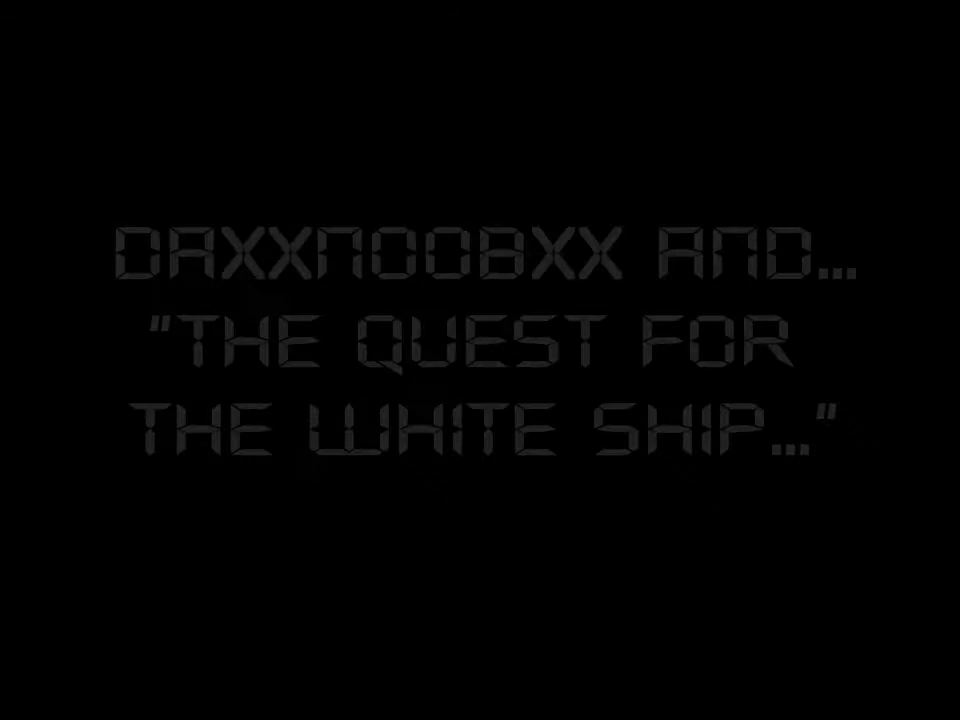 DAXXNOOBXX AND...
"THE QUEST FOR
THE WHITE SHIP..."